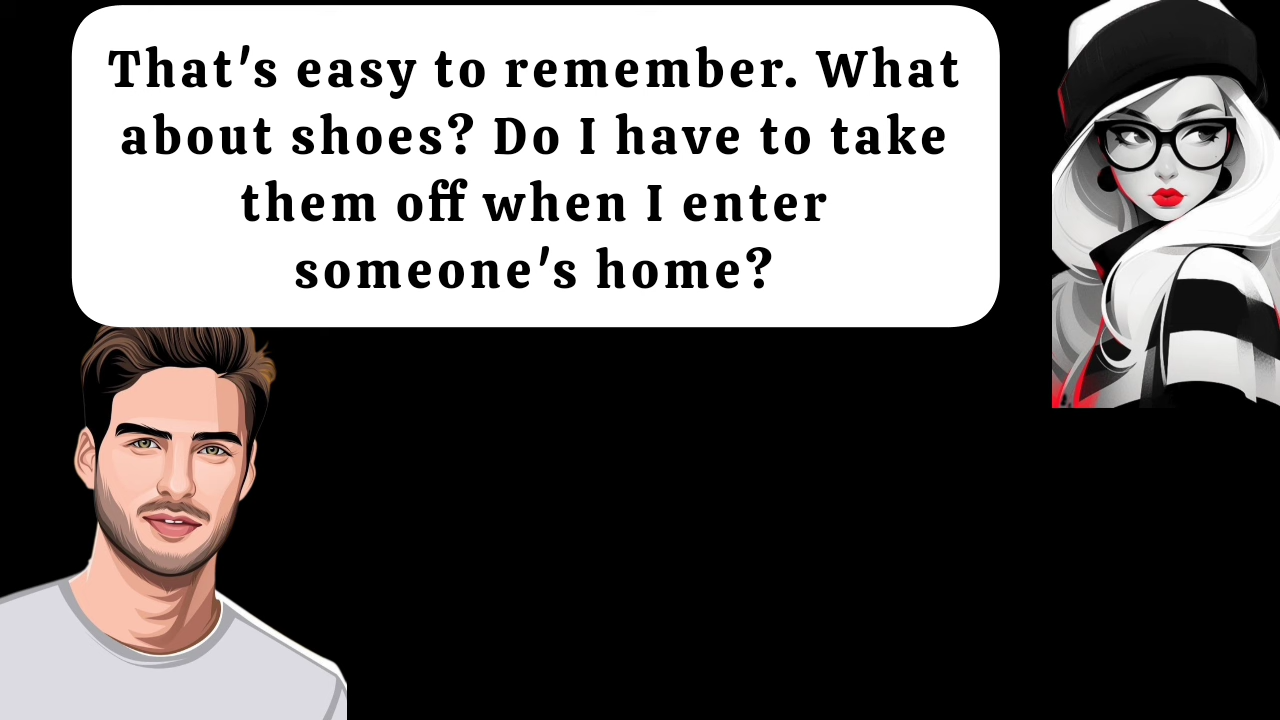 That's easy to remember. What
about shoes? Do I have to take
them off when I enter
someone's home?